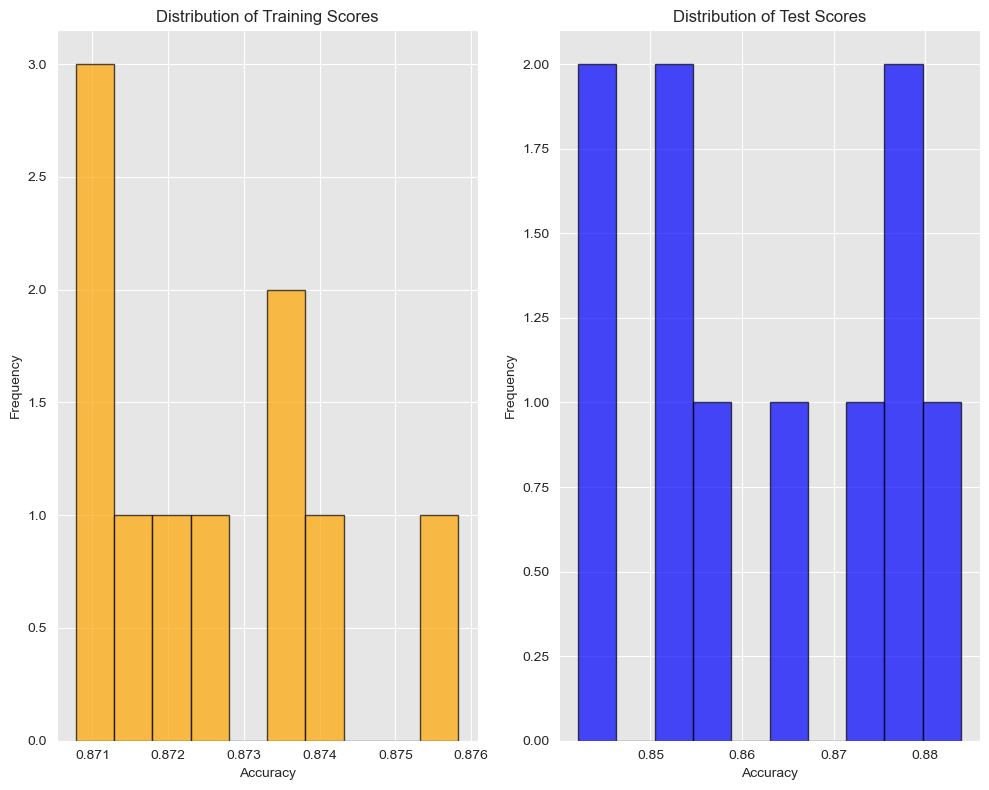 Distribution of Training Scores
3.0
2.5
2.0
1.5
1.0
0.5
0.0
Frequency
0.871 0.872 0.873 0.874 0.875 0.876
Accuracy
Distribution of Test Scores
2.00
1.75
1.50
1.25
1.00
0.75
0.50
0.25
0.00
Frequency
0.85 0.86 0.87 0.88
Accuracy